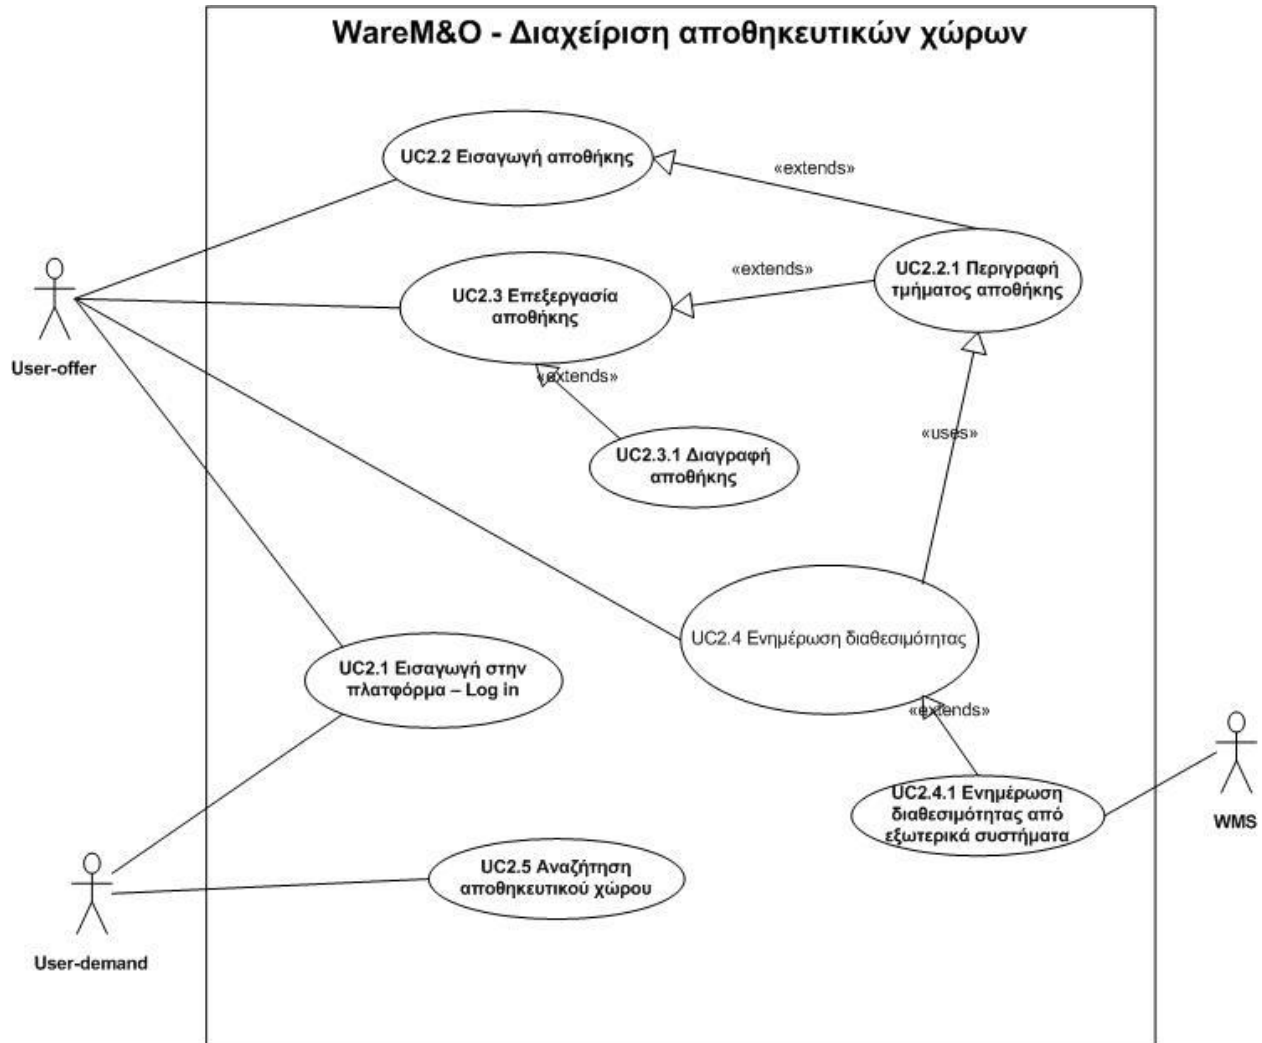 WareM&O - Διαχείριση αποθηκευτικών χώρων
UC2.2 Εισαγωγή αποθήκης
«extends»
UC2.2.1 Περιγραφή
τμήματος αποθήκης
«extends»
UC2.3 Επεξεργασία
αποθήκης
User-offer
«extends»
«uses»
UC2.3.1 Διαγραφή
αποθήκης
UC2.4 Ενημέρωση διαθεσιμότητας
UC2.1 Εισαγωγή στην
πλατφόρμα – Log in
«extends»
UC2.4.1 Ενημέρωση
διαθεσιμότητας από
εξωτερικά συστήματα
WMS
UC2.5 Αναζήτηση
αποθηκευτικού χώρου
User-demand